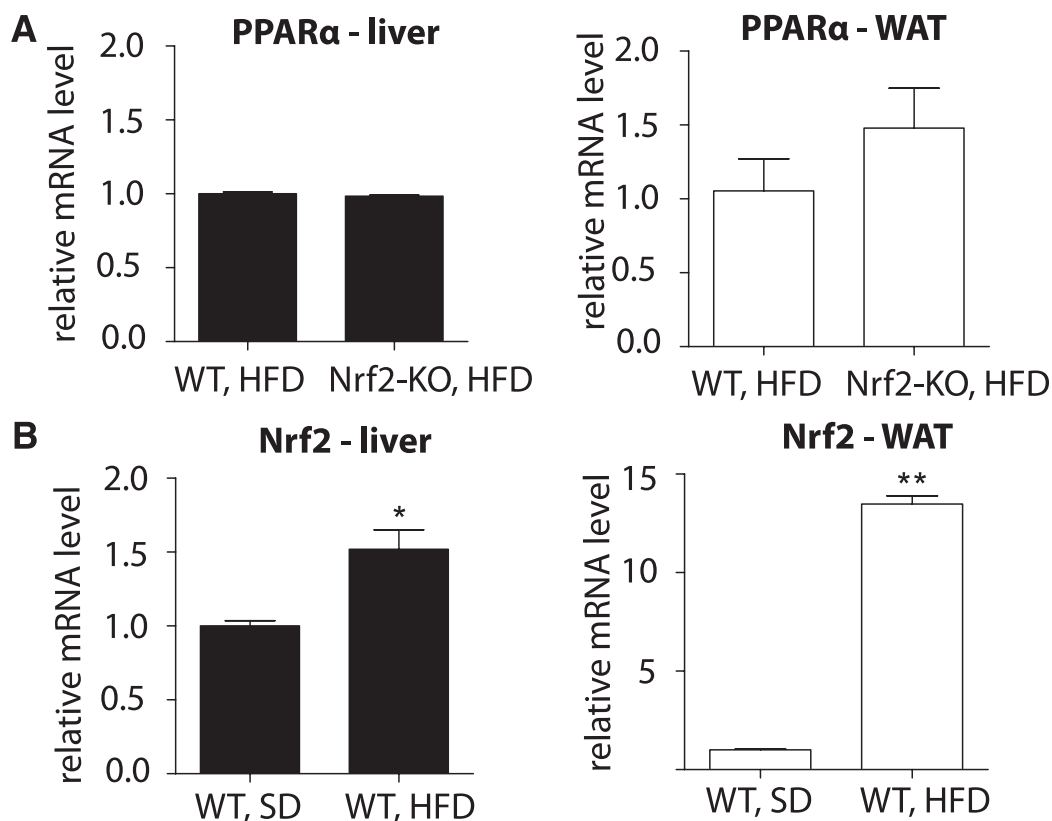 A
PPARα - liver
relative mRNA level
2.0
1.5
1.0
0.5
0.0
WT, HFD
Nrf2-KO, HFD
PPARα - WAT
relative mRNA level
2.0
1.5
1.0
0.5
0.0
WT, HFD
Nrf2-KO, HFD
B
Nrf2 - liver
relative mRNA level
2.0
1.5
1.0
0.5
0.0
*
WT, SD
WT, HFD
Nrf2 - WAT
relative mRNA level
15
10
5
**
WT, SD
WT, HFD